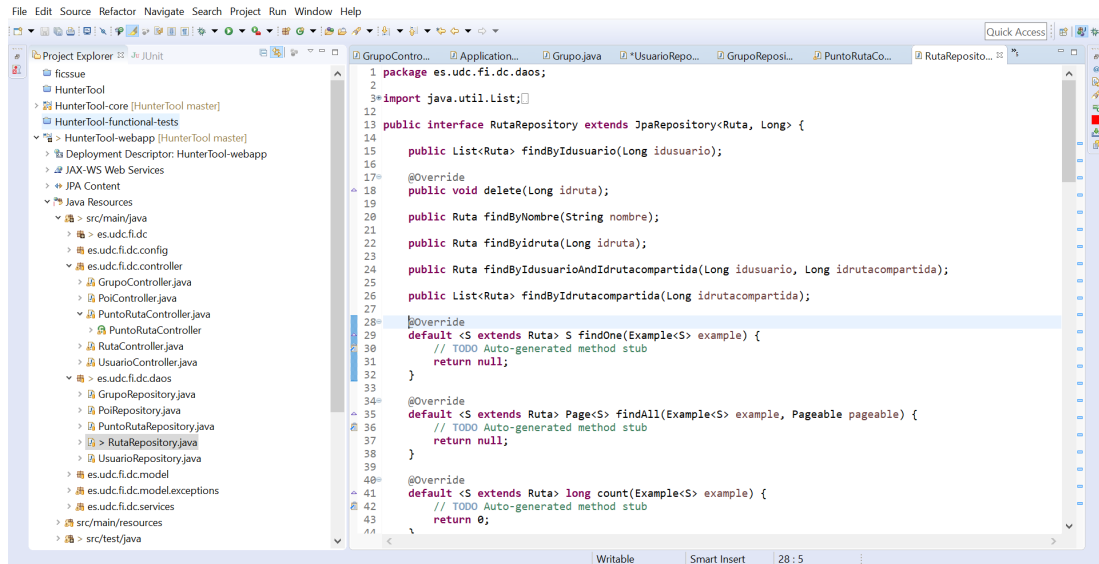 File Edit Source Refactor Navigate Search Project Run Window Help
Quick Access
Project Explorer JUnit
ficssue
HunterTool
HunterTool-core [HunterTool master]
HunterTool-functional-tests
> HunterTool-webapp [HunterTool master]
Deployment Descriptor: HunterTool-webapp
JAX-WS Web Services
JPA Content
Java Resources
> src/main/java
> es.udc.fi.dc
es.udc.fi.dc.config
es.udc.fi.dc.controller
GrupoController.java
PoiController.java
PuntoRutaController.java
PuntoRutaController
RutaController.java
UsuarioController.java
> es.udc.fi.dc.daos
GrupoRepository.java
PoiRepository.java
PuntoRutaRepository.java
> RutaRepository.java
UsuarioRepository.java
es.udc.fi.dc.model
es.udc.fi.dc.model.exceptions
es.udc.fi.dc.services
src/main/resources
> src/test/java
GrupoContro... Application... Grupo.java *UsuarioRepo... GrupoReposi... PuntoRutaCo... RutaReposito... »5
1 package es.udc.fi.dc.daos;
2
3 import java.util.List;
12
13 public interface RutaRepository extends JpaRepository<Ruta, Long> {
14
15 public List<Ruta> findByIdusuario(Long idusuario);
16
17 @Override
18 public void delete(Long idruta);
19
20 public Ruta findByNombre(String nombre);
21
22 public Ruta findByidruta(Long idruta);
23
24 public Ruta findByIdusuarioAndIdrutacompartida(Long idusuario, Long idrutacompartida);
25
26 public List<Ruta> findByIdrutacompartida(Long idrutacompartida);
27
28 @Override
29 default <S extends Ruta> S findOne(Example<S> example) {
30 // TODO Auto-generated method stub
31 return null;
32 }
33
34 @Override
35 default <S extends Ruta> Page<S> findAll(Example<S> example, Pageable pageable) {
36 // TODO Auto-generated method stub
37 return null;
38 }
39
40 @Override
41 default <S extends Ruta> long count(Example<S> example) {
42 // TODO Auto-generated method stub
43 return 0;
44 }
Writable Smart Insert 28 : 5